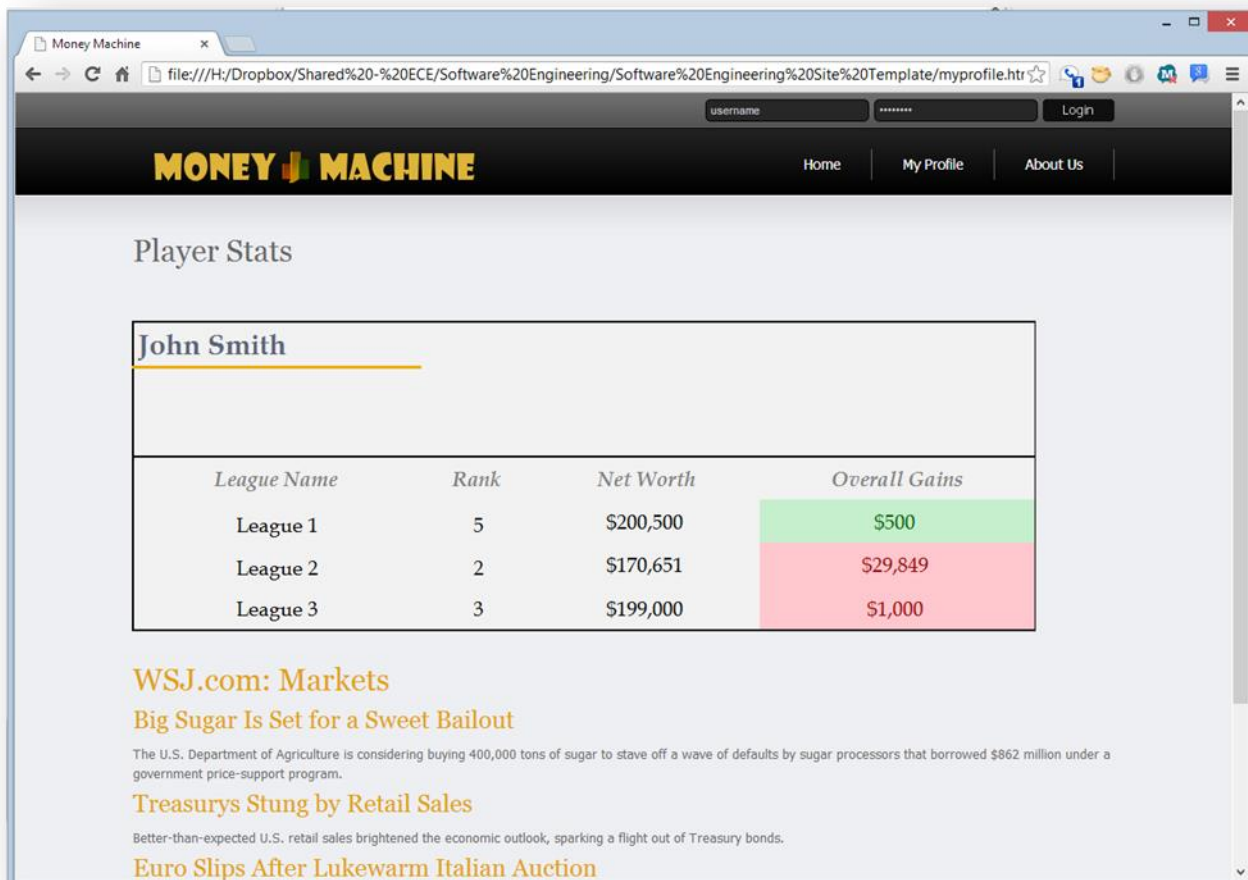 Money Machine
file:///H:/Dropbox/Shared%20-%20ECE/Software%20Engineering/Software%20Engineering%20Site%20Template/myprofile.htr
username ******** Login
MONEY MACHINE Home My Profile About Us
Player Stats
John Smith
League Name Rank Net Worth Overall Gains
League 1 5 $200,500 $500
League 2 2 $170,651 $29,849
League 3 3 $199,000 $1,000
WSJ.com: Markets
Big Sugar Is Set for a Sweet Bailout
The U.S. Department of Agriculture is considering buying 400,000 tons of sugar to stave off a wave of defaults by sugar processors that borrowed $862 million under a
government price-support program.
Treasurys Stung by Retail Sales
Better-than-expected U.S. retail sales brightened the economic outlook, sparking a flight out of Treasury bonds.
Euro Slips After Lukewarm Italian Auction